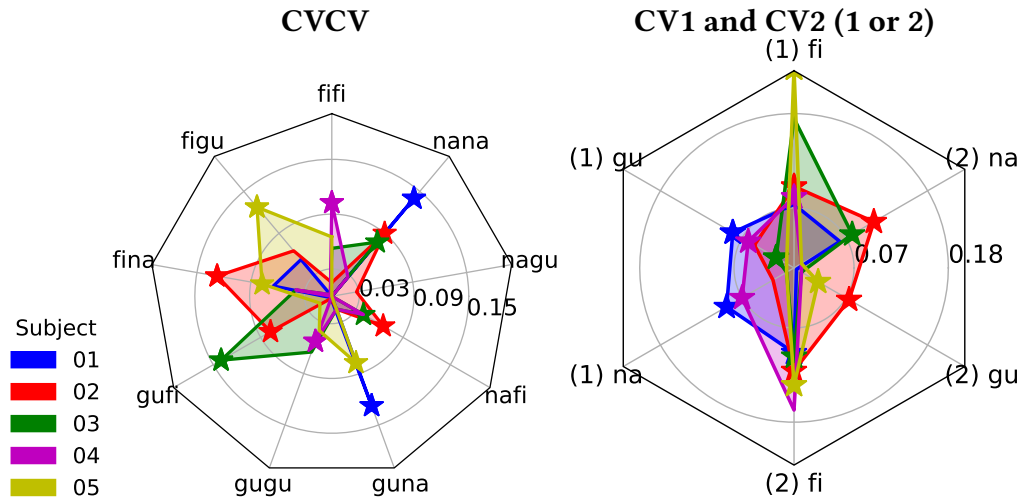 CVCV
CV1 and CV2 (1 or 2)
(1) fi
fifi
figu
nana
(1) gu
(2) na
fina
nagu
0.03
0.09
0.15
0.07
0.18
Subject
01
02
03
04
05
gufi
nafi
(1) na
(2) gu
gugu
guna
(2) fi